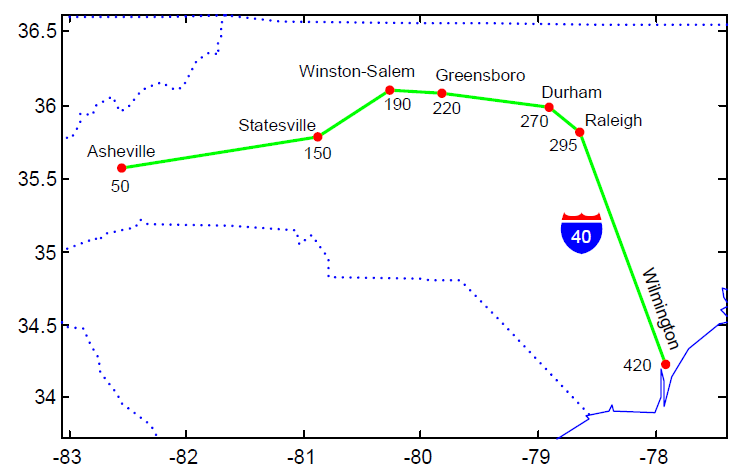 36.5
Winston-Salem
Greensboro
Durham
36
190
220
270
Raleigh
Statesville
295
Asheville
150
35.5
50
40
35
Wilmington
34.5
420
34
-83
-82
-81
-80
-79
-78